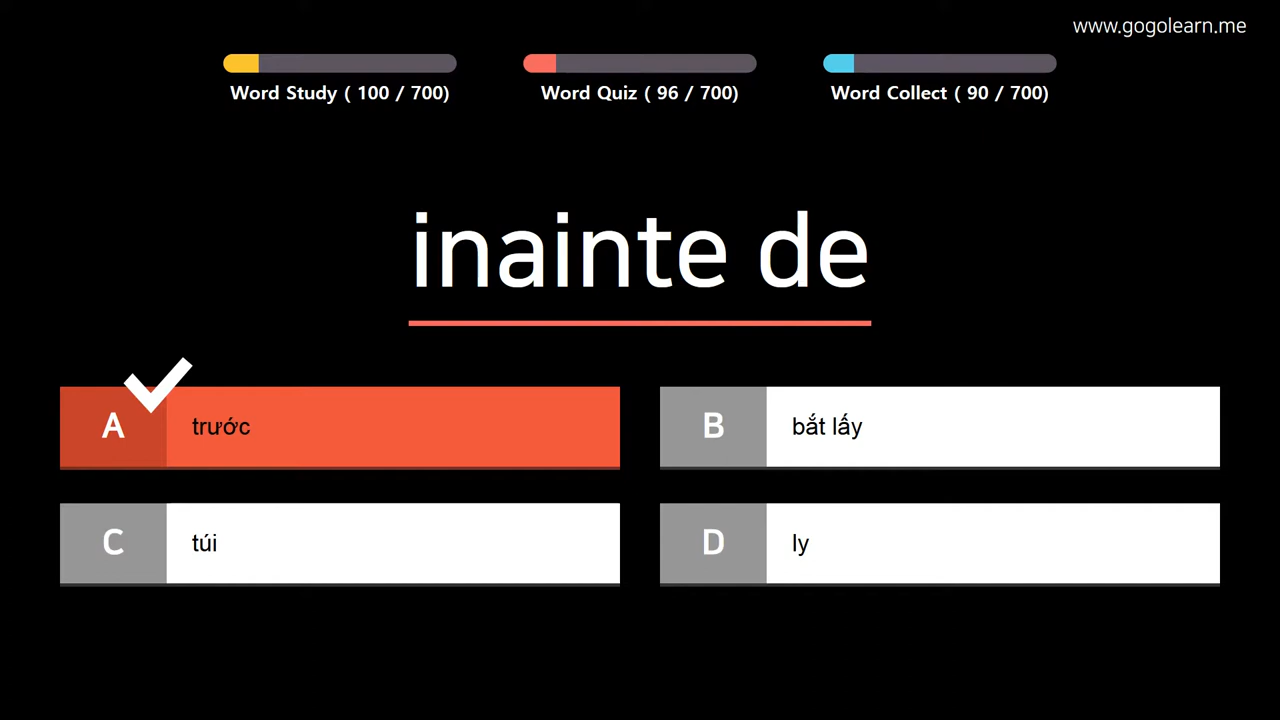 www.gogolearn.me
Word Study ( 100 / 700)
Word Quiz ( 96 / 700)
Word Collect ( 90 / 700)
inainte de
A trước
B bắt lấy
C túi
D ly